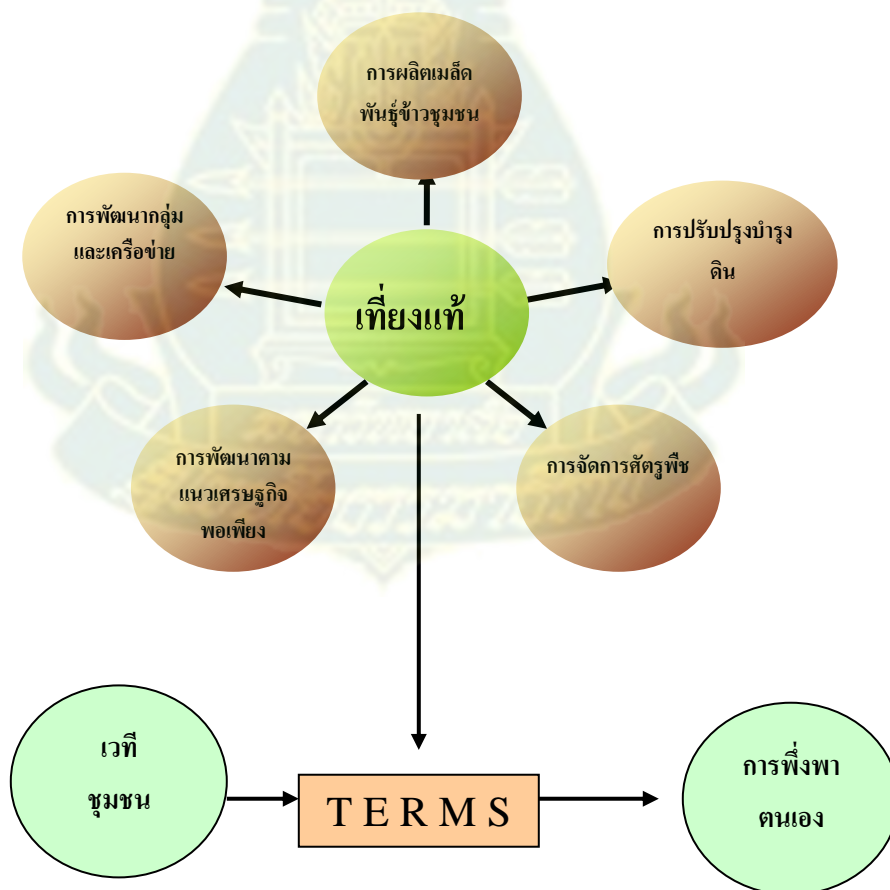 การผลิตเมล็ด
พันธุ์ข้าวชุมชน
การพัฒนากลุ่ม
และเครือข่าย
การปรับปรุงบำรุง
ดิน
เที่ยงแท้
การพัฒนาตาม
แนวเศรษฐกิจ
พอเพียง
การจัดการศัตรูพืช
เวที
ชุมชน
T E R M S
การพึ่งพา
ตนเอง